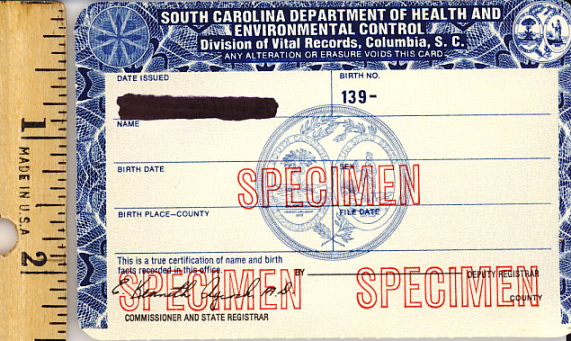 SOUTH CAROLINA DEPARTMENT OF HEALTH AND
ENVIRONMENTAL CONTROL
Division of Vital Records, Columbia, S. C.
ANY ALTERATION OR ERASURE VOIDS THIS CARD
DATE ISSUED
BIRTH NO.
139-
NAME
BIRTH DATE
SEX
SPECIMEN
BIRTH PLACE—COUNTY
FILE DATE
This is a true certification of name and birth
facts recorded in this office.
BY
DEPUTY REGISTRAR
SPECIMEN
SPECIMEN
COUNTY
COMMISSIONER AND STATE REGISTRAR
1
MADE IN U.S.A.
2